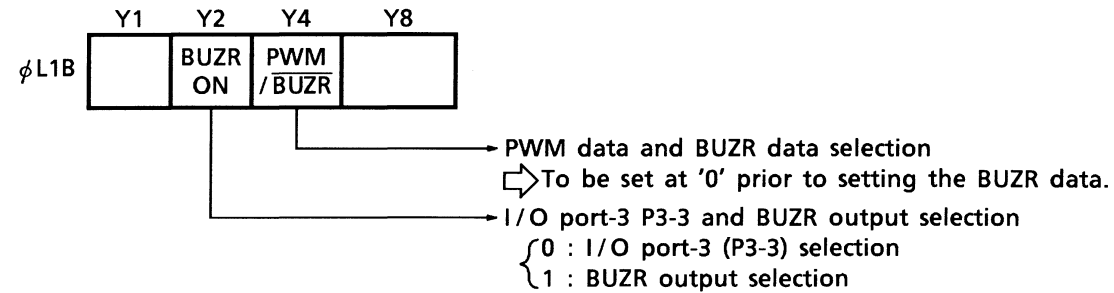 Y1 Y2 Y4 Y8
ϕL1B
BUZR ON
PWM / B̅U̅Z̅R̅
PWM data and BUZR data selection
⇨To be set at '0' prior to setting the BUZR data.
I/O port-3 P3-3 and BUZR output selection
0 : I/O port-3 (P3-3) selection
1 : BUZR output selection